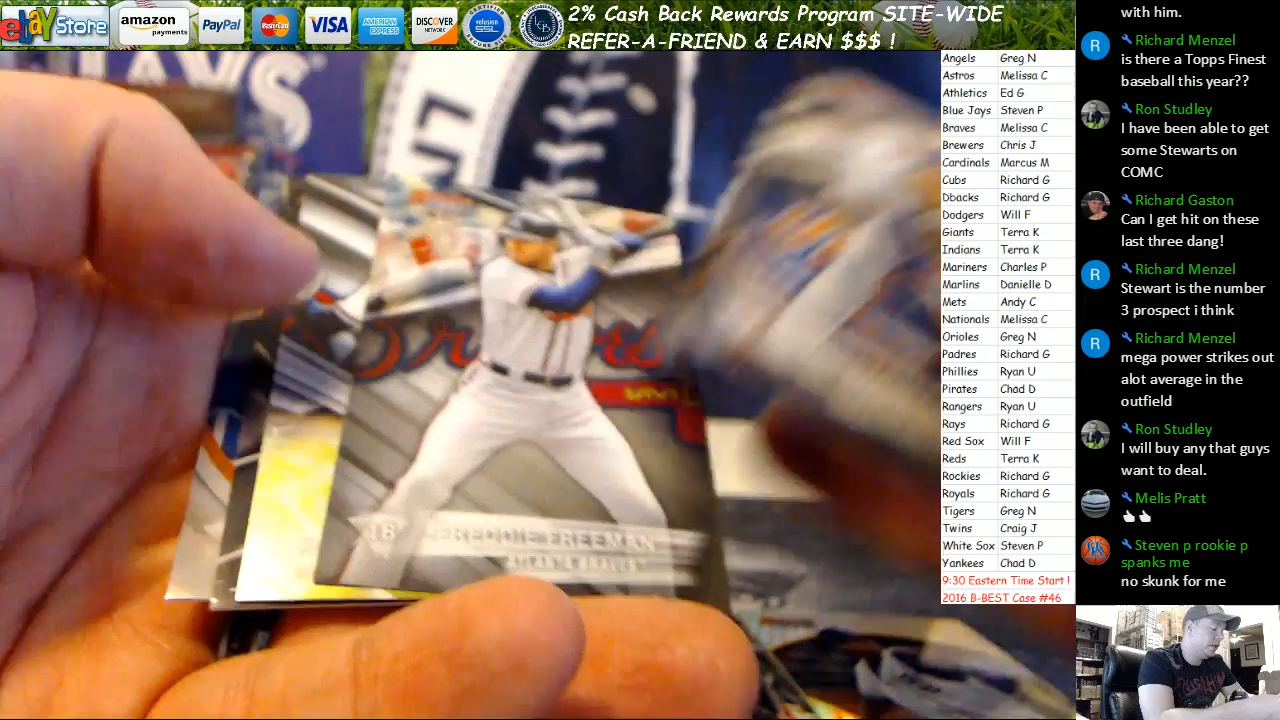 ebay Store
amazon payments
PayPal
MasterCard
VISA
AMERICAN EXPRESS
DISCOVER NETWORK
volusion SSL
2% Cash Back Rewards Program SITE-WIDE
REFER-A-FRIEND & EARN $$$ !
Angels Greg N
Astros Melissa C
Athletics Ed G
Blue Jays Steven P
Braves Melissa C
Brewers Chris J
Cardinals Marcus M
Cubs Richard G
Dbacks Richard G
Dodgers Will F
Giants Terra K
Indians Terra K
Mariners Charles P
Marlins Danielle D
Mets Andy C
Nationals Melissa C
Orioles Greg N
Padres Richard G
Phillies Ryan U
Pirates Chad D
Rangers Ryan U
Rays Richard G
Red Sox Will F
Reds Terra K
Rockies Richard G
Royals Richard G
Tigers Greg N
Twins Craig J
White Sox Steven P
Yankees Chad D
9:30 Eastern Time Start !
2016 B-BEST Case #46
with him
R
Richard Menzel
is there a Topps Finest
baseball this year??
Ron Studley
I have been able to get
some Stewarts on
COMC
Richard Gaston
Can I get hit on these
last three dang!
R
Richard Menzel
Stewart is the number
3 prospect i think
R
Richard Menzel
mega power strikes out
alot average in the
outfield
Ron Studley
I will buy any that guys
want to deal.
Melis Pratt
Steven p rookie p
spanks me
no skunk for me
FREDDIE FREEMAN
ATLANTA BRAVES